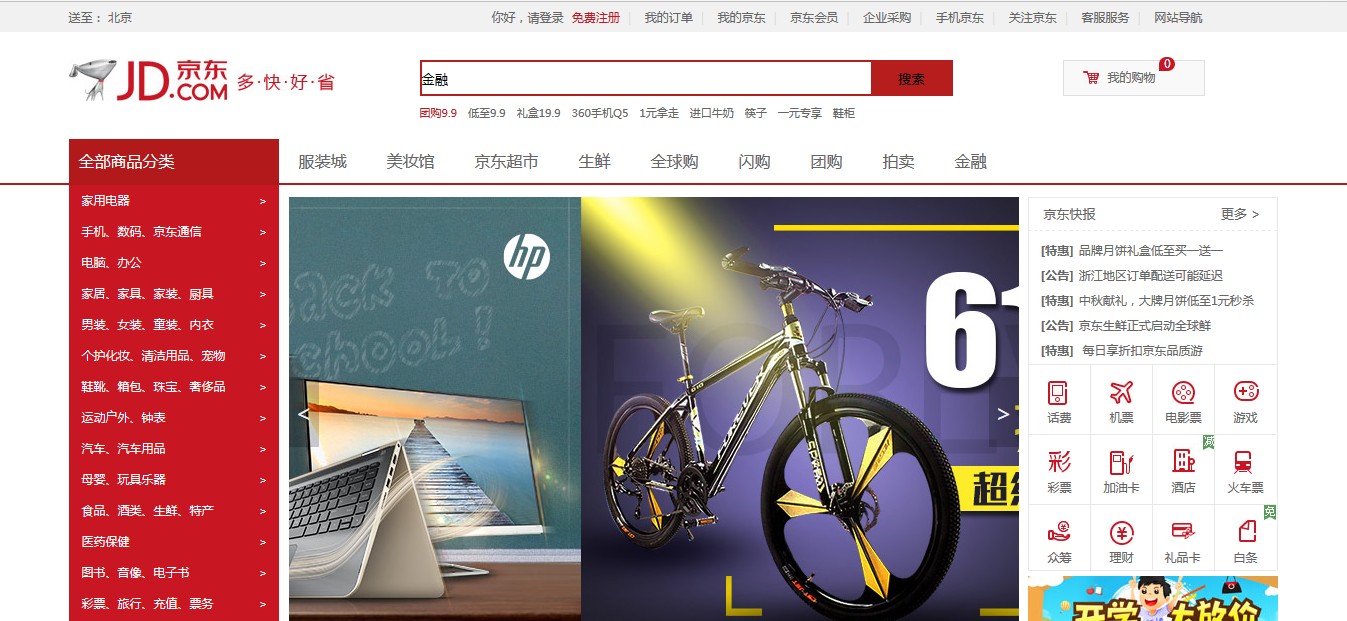 送至： 北京
你好，请登录 免费注册 我的订单 我的京东 京东会员 企业采购 手机京东 关注京东 客服服务 网站导航
JD.COM 京东
多·快·好·省
金融
搜索
我的购物 0
团购9.9 低至9.9 礼盒19.9 360手机Q5 1元拿走 进口牛奶 筷子 一元专享 鞋柜
全部商品分类 服装城 美妆馆 京东超市 生鲜 全球购 闪购 团购 拍卖 金融
家用电器 >
手机、数码、京东通信 >
电脑、办公 >
家居、家具、家装、厨具 >
男装、女装、童装、内衣 >
个护化妆、清洁用品、宠物 >
鞋靴、箱包、珠宝、奢侈品 >
运动户外、钟表 >
汽车、汽车用品 >
母婴、玩具乐器 >
食品、酒类、生鲜、特产 >
医药保健 >
图书、音像、电子书 >
彩票、旅行、充值、票务 >
hp
ack to
chool!
<
6
>
超
京东快报 更多 >
[特惠] 品牌月饼礼盒低至买一送一
[公告] 浙江地区订单配送可能延迟
[特惠] 中秋献礼，大牌月饼低至1元秒杀
[公告] 京东生鲜正式启动全球鲜
[特惠] 每日享折扣京东品质游
话费 机票 电影票 游戏
减
彩
彩票 加油卡 酒店 火车票
免
众筹 理财 礼品卡 白条
开学大放价